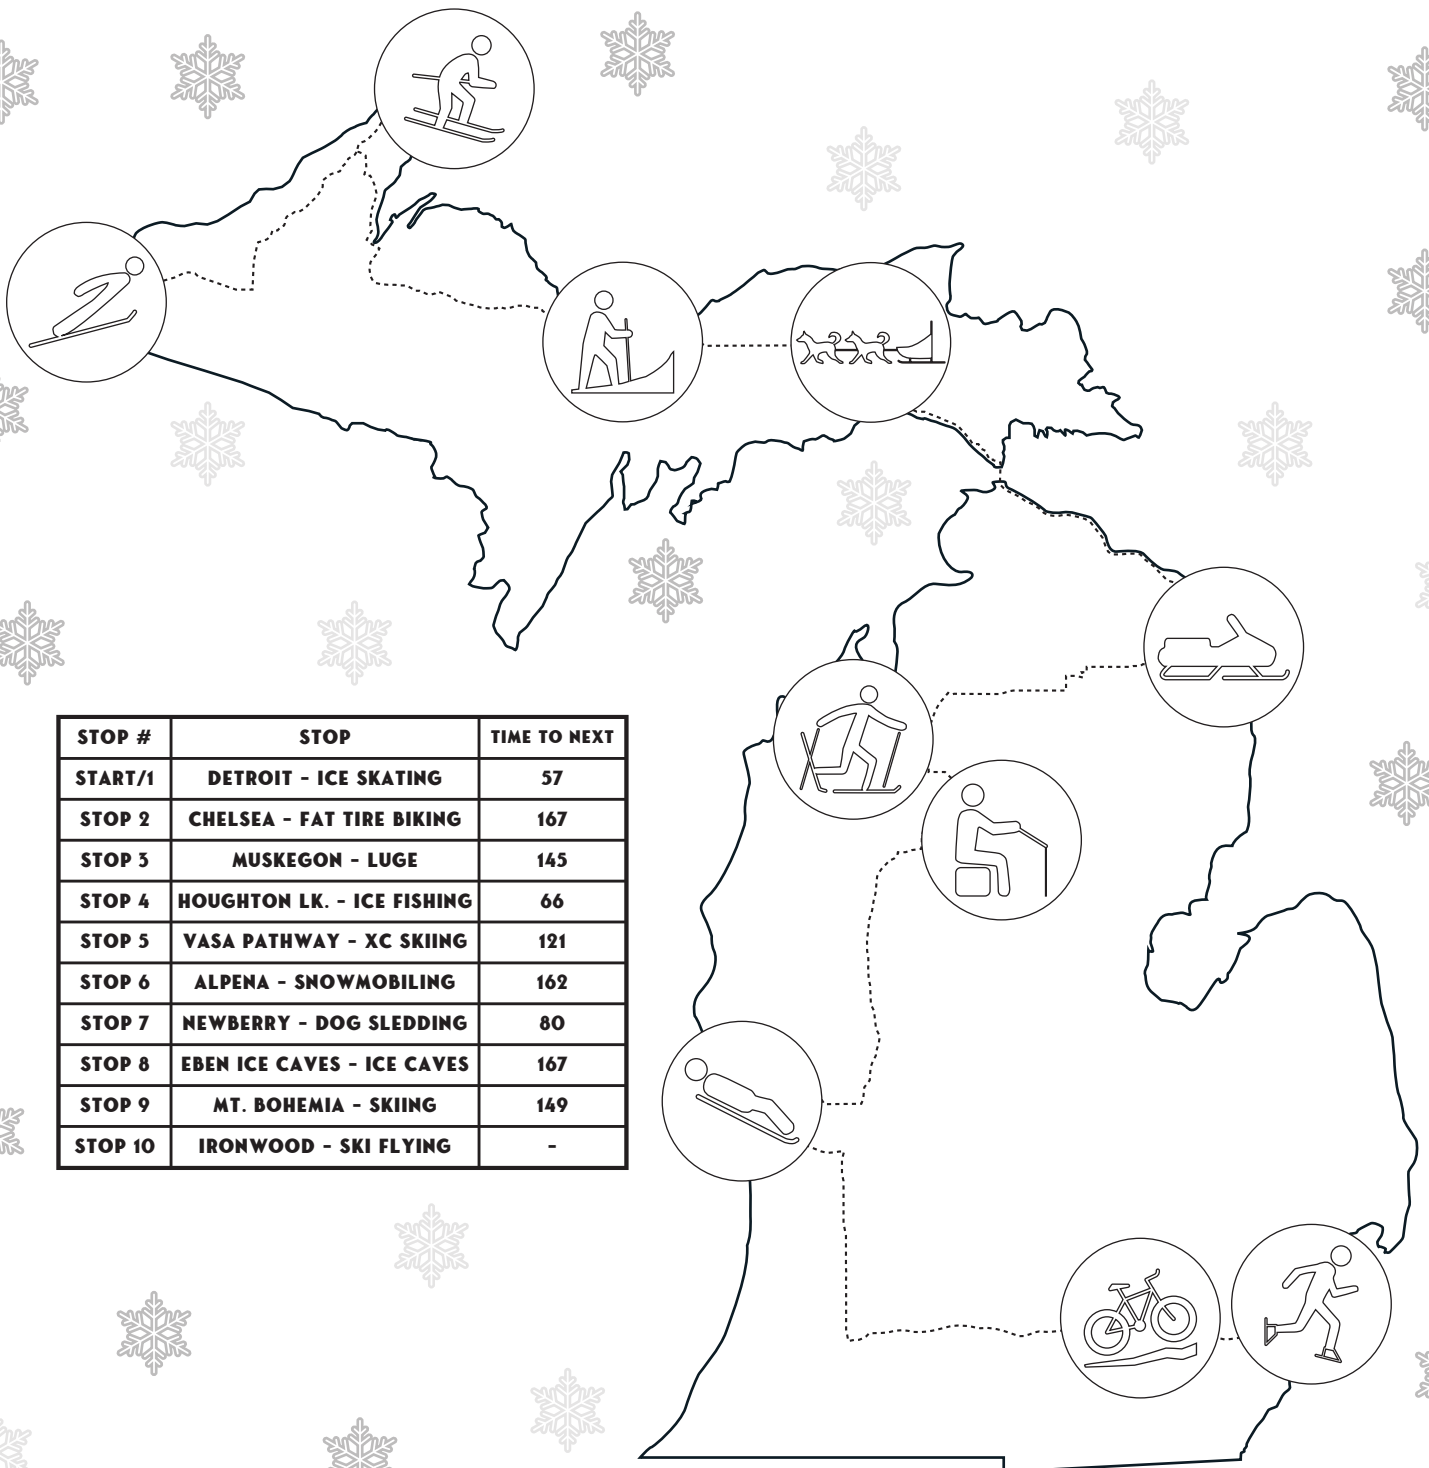 STOP # STOP TIME TO NEXT
START/1 DETROIT - ICE SKATING 57
STOP 2 CHELSEA - FAT TIRE BIKING 167
STOP 3 MUSKEGON - LUGE 145
STOP 4 HOUGHTON LK. - ICE FISHING 66
STOP 5 VASA PATHWAY - XC SKIING 121
STOP 6 ALPENA - SNOWMOBILING 162
STOP 7 NEWBERRY - DOG SLEDDING 80
STOP 8 EBEN ICE CAVES - ICE CAVES 167
STOP 9 MT. BOHEMIA - SKIING 149
STOP 10 IRONWOOD - SKI FLYING -